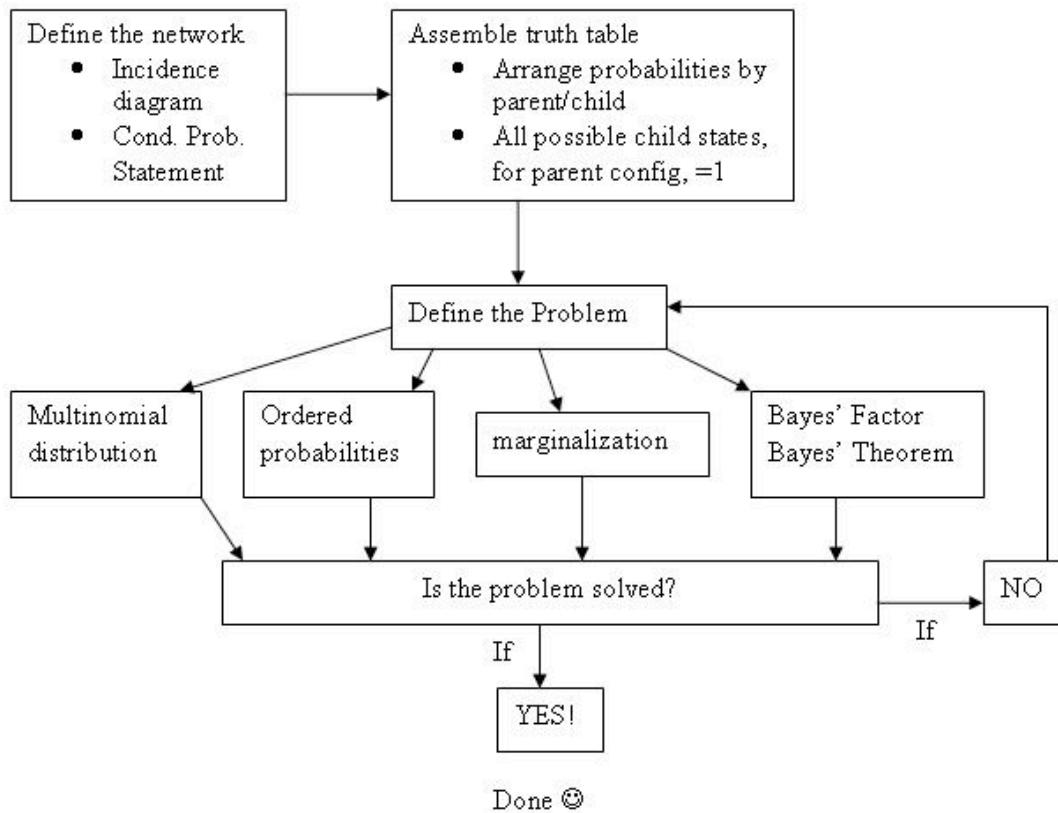 Define the network
• Incidence
diagram
• Cond. Prob.
Statement
Assemble truth table
• Arrange probabilities by
parent/child
• All possible child states,
for parent config, =1
Define the Problem
Multinomial
distribution
Ordered
probabilities
marginalization
Bayes’ Factor
Bayes’ Theorem
Is the problem solved?
NO
If
If
YES!
Done ☺